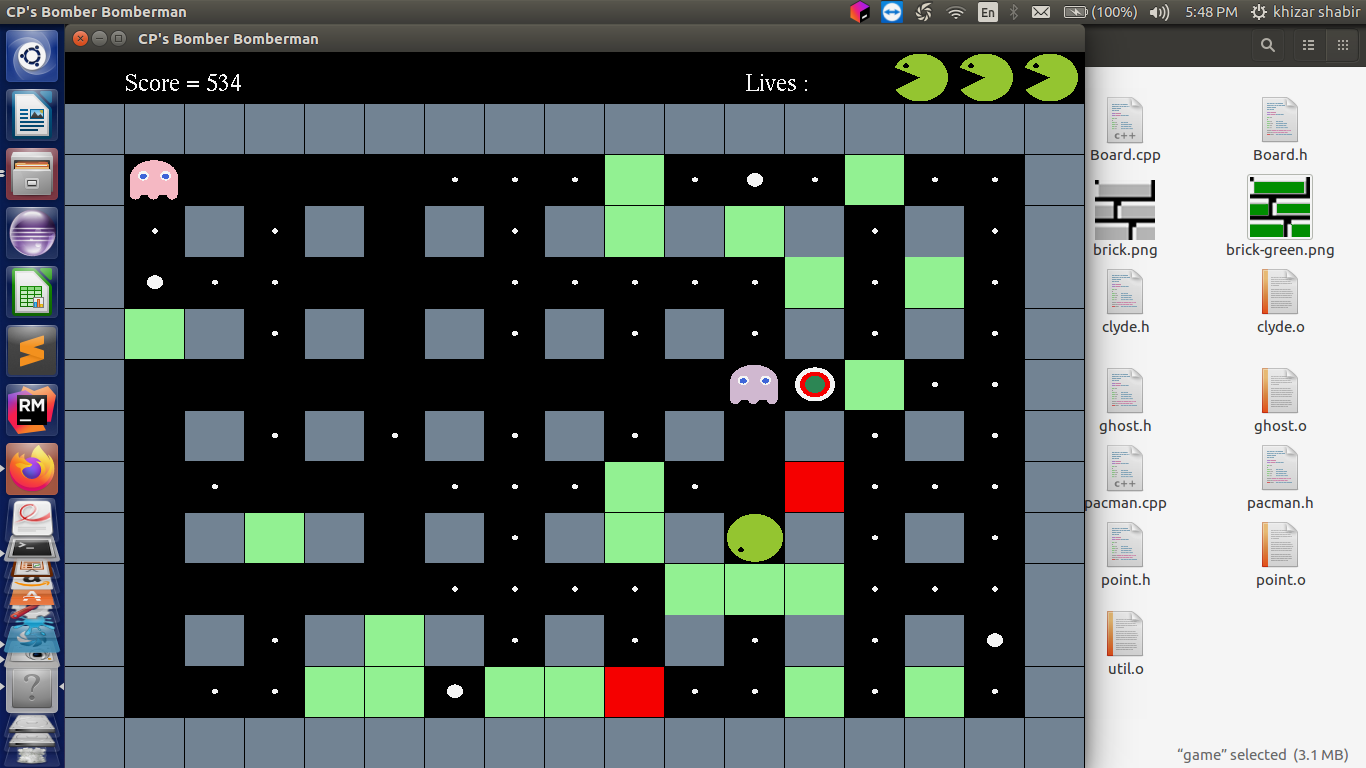 CP's Bomber Bomberman
En
(100%)
5:48 PM
khizar shabir
CP's Bomber Bomberman
Score = 534
Lives :
c++
Board.cpp
Board.h
brick.png
brick-green.png
clyde.h
clyde.o
ghost.h
ghost.o
c++
pacman.cpp
pacman.h
point.h
point.o
util.o
RM
“game” selected (3.1 MB)